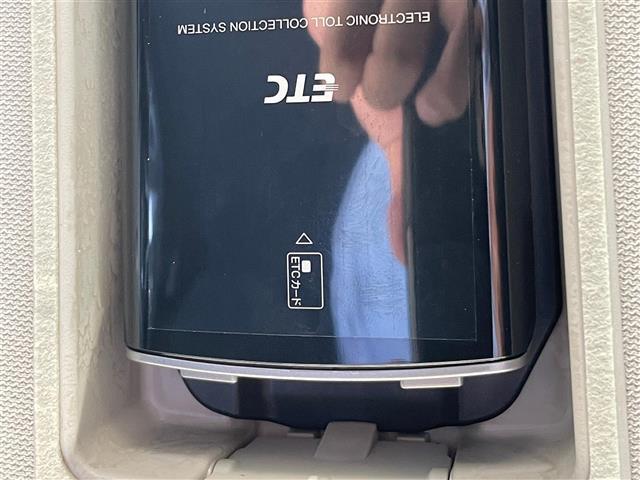 ELECTRONIC TOLL COLLECTION SYSTEM
ETC
ETCカード